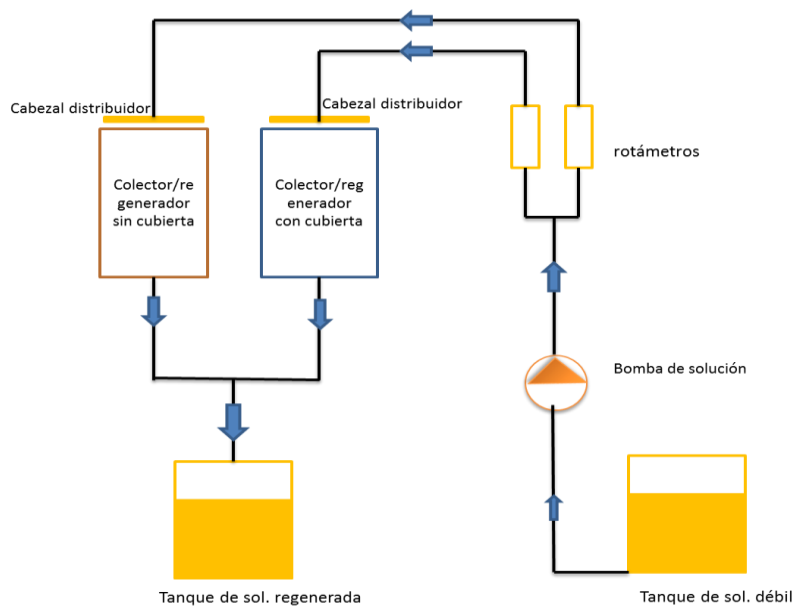 Cabezal distribuidor
Cabezal distribuidor
Colector/re
generador
sin cubierta
Colector/reg
enerador
con cubierta
rotámetros
Bomba de solución
Tanque de sol. regenerada
Tanque de sol. débil